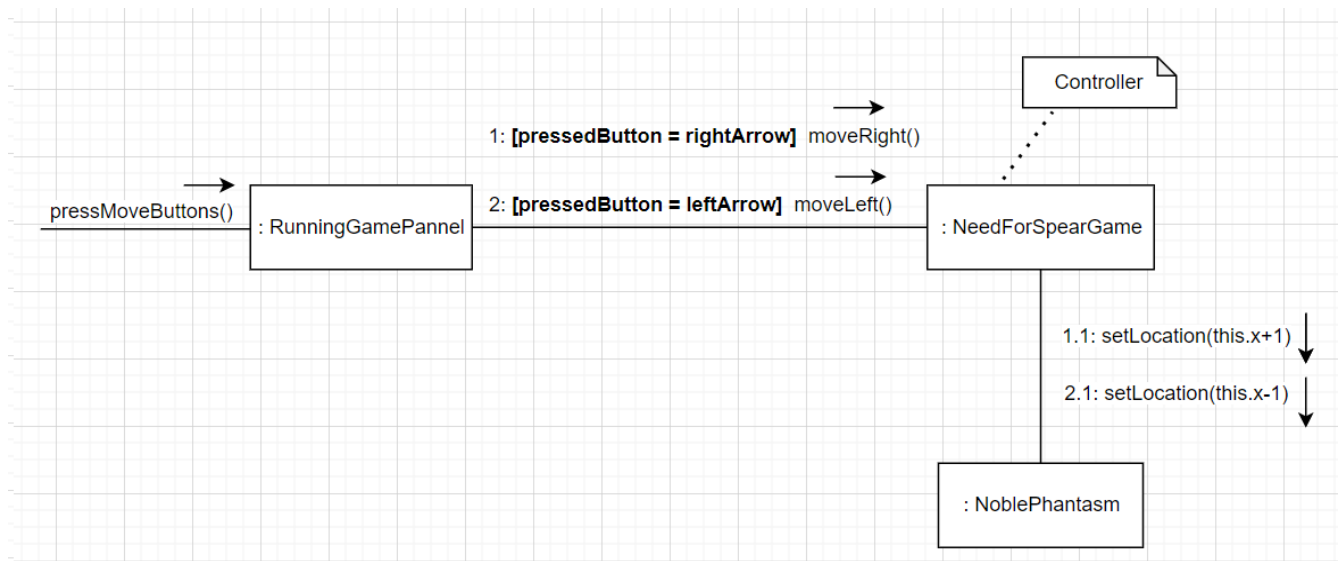 Controller
1: [pressedButton = rightArrow] moveRight()
pressMoveButtons()
2: [pressedButton = leftArrow] moveLeft()
: RunningGamePannel
: NeedForSpearGame
1.1: setLocation(this.x+1)
2.1: setLocation(this.x-1)
: NoblePhantasm